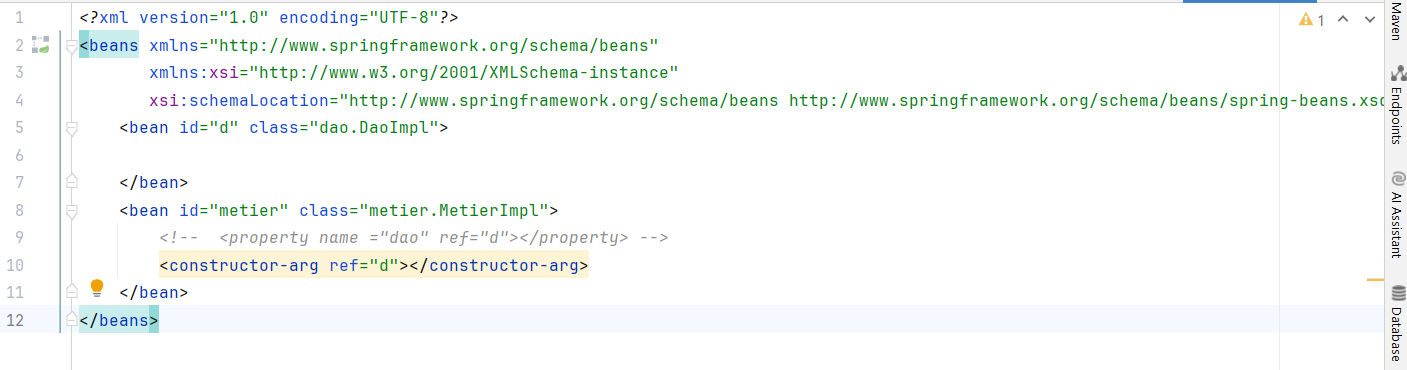 1 <?xml version="1.0" encoding="UTF-8"?>
2 <beans xmlns="http://www.springframework.org/schema/beans"
3 xmlns:xsi="http://www.w3.org/2001/XMLSchema-instance"
4 xsi:schemaLocation="http://www.springframework.org/schema/beans http://www.springframework.org/schema/beans/spring-beans.xsd
5 <bean id="d" class="dao.DaoImpl">
6
7 </bean>
8 <bean id="metier" class="metier.MetierImpl">
9 <!--  <property name ="dao" ref="d"></property> -->
10 <constructor-arg ref="d"></constructor-arg>
11 </bean>
12 </beans>
1
Maven
Endpoints
AI Assistant
Database